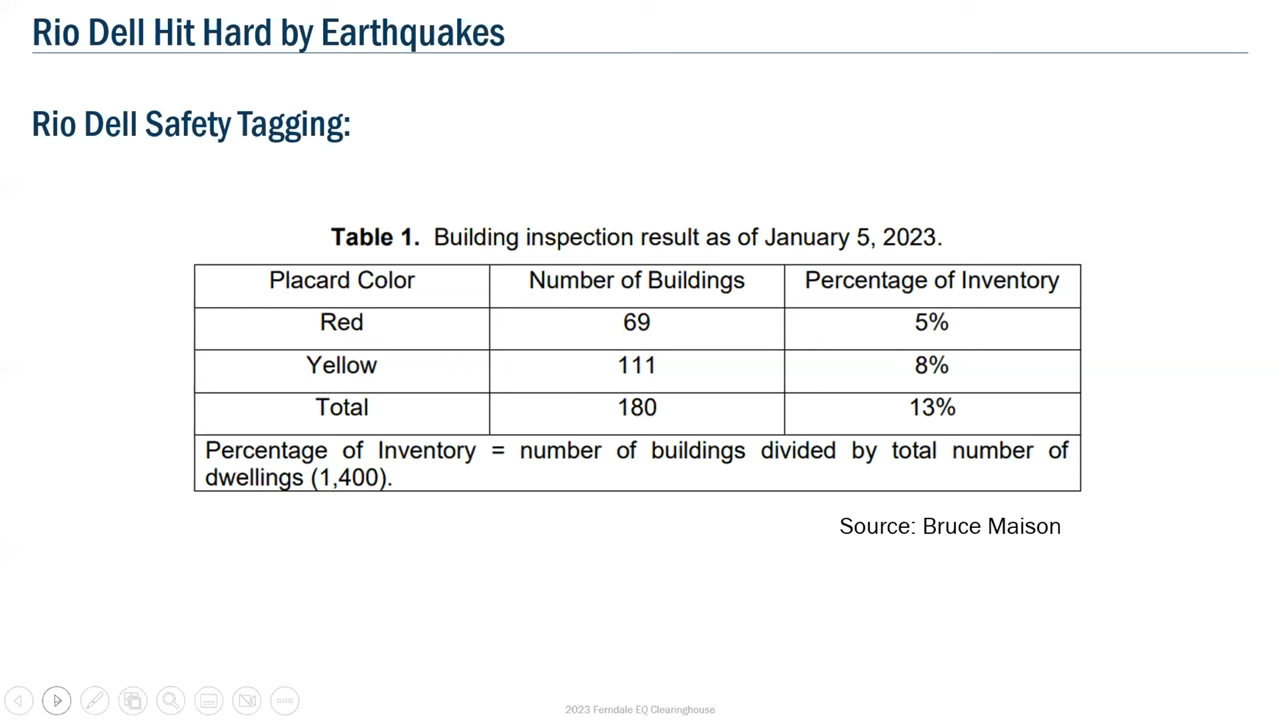 Rio Dell Hit Hard by Earthquakes
Rio Dell Safety Tagging:
Table 1. Building inspection result as of January 5, 2023.
Placard Color Number of Buildings Percentage of Inventory
Red 69 5%
Yellow 111 8%
Total 180 13%
Percentage of Inventory = number of buildings divided by total number of
dwellings (1,400).
Source: Bruce Maison
2023 Ferndale EQ Clearinghouse